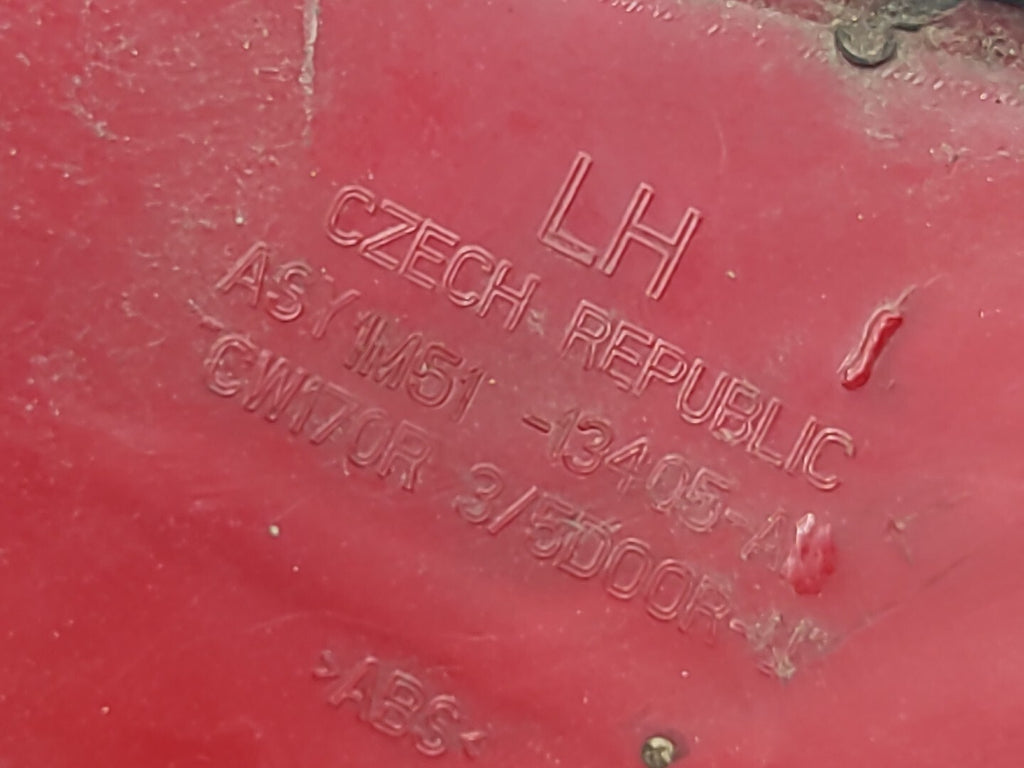 LH
CZECH REPUBLIC
ASY 1M51 -13405-A
CW170R 3/5DOOR
>ABS<